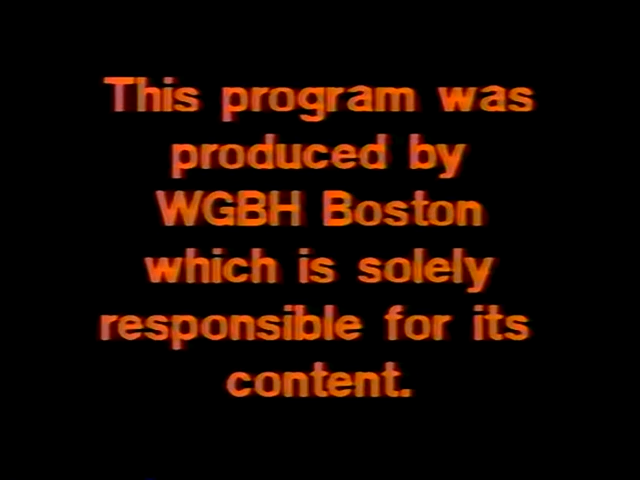 This program was
produced by
WGBH Boston
which is solely
responsible for its
content.